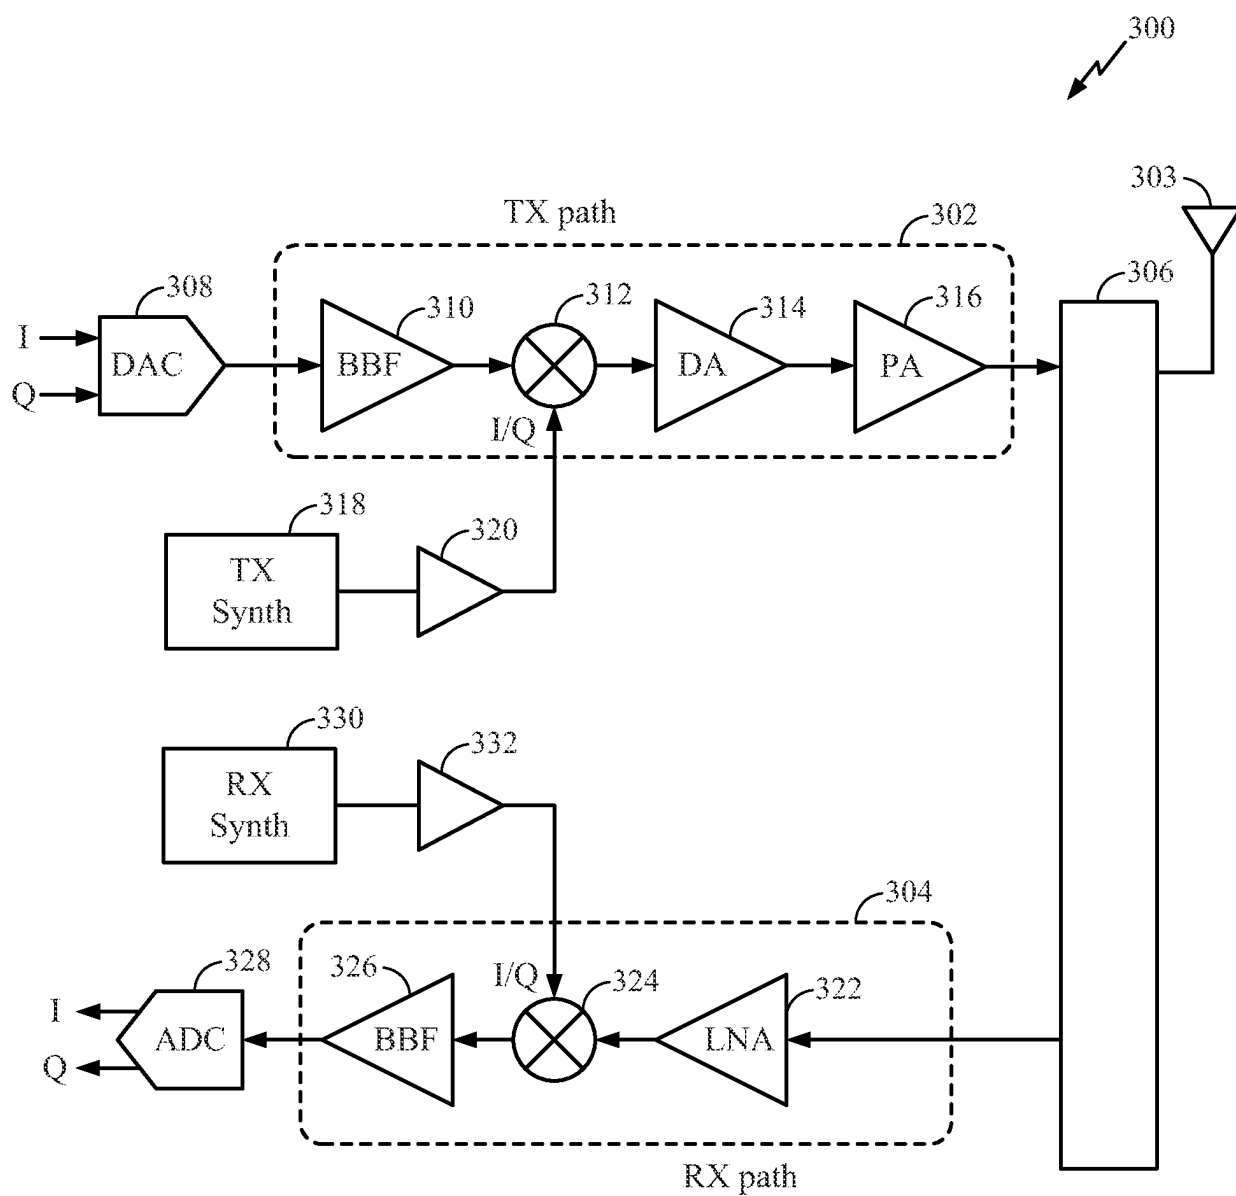 300
303
TX path
302
306
308
310
312
314
316
I
DAC
BBF
DA
PA
Q
I/Q
318
320
TX
Synth
330
332
RX
Synth
304
328
326
I/Q
324
322
I
ADC
BBF
LNA
Q
RX path